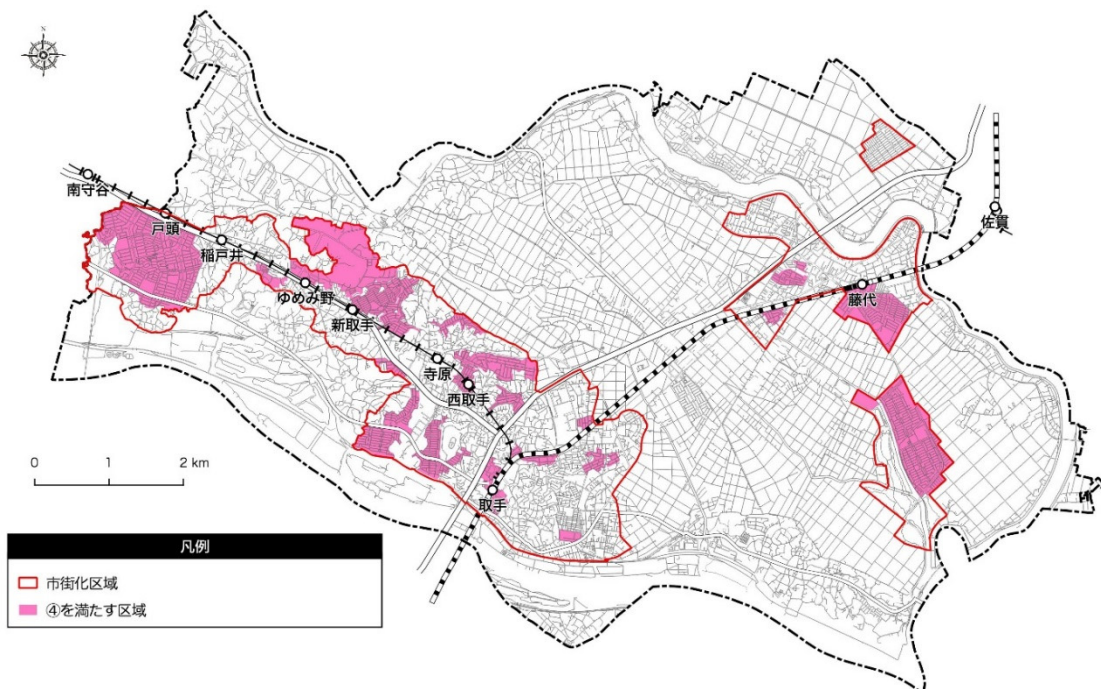 N
南守谷
戸頭
稲戸井
ゆめみ野
新取手
寺原
西取手
取手
藤代
佐貫
0 1 2 km
凡例
市街化区域
④を満たす区域